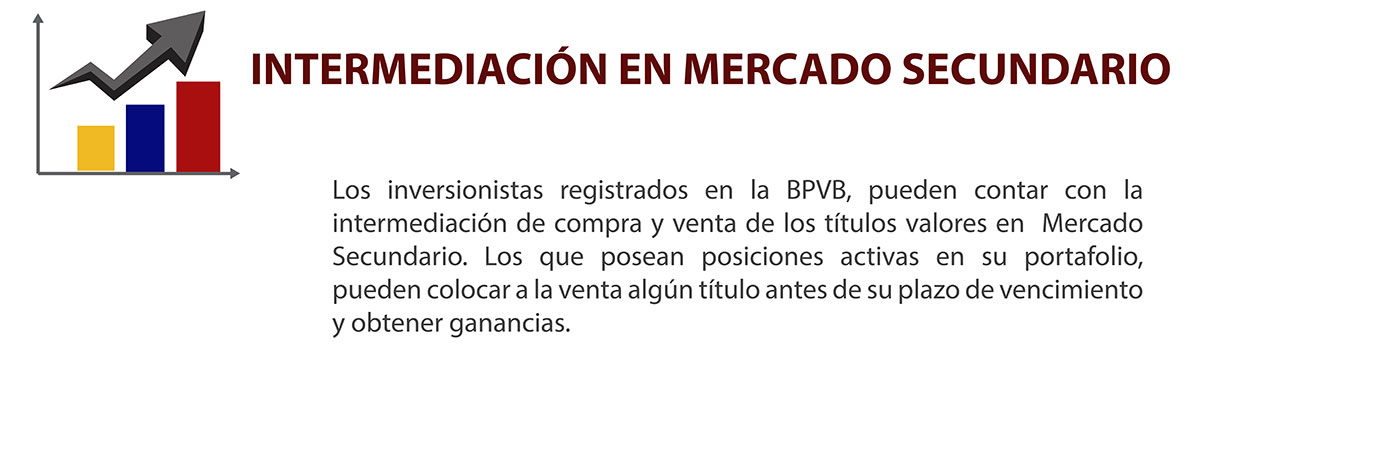 INTERMEDIACIÓN EN MERCADO SECUNDARIO
Los inversionistas registrados en la BPVB, pueden contar con la
intermediación de compra y venta de los títulos valores en Mercado
Secundario. Los que posean posiciones activas en su portafolio,
pueden colocar a la venta algún título antes de su plazo de vencimiento
y obtener ganancias.